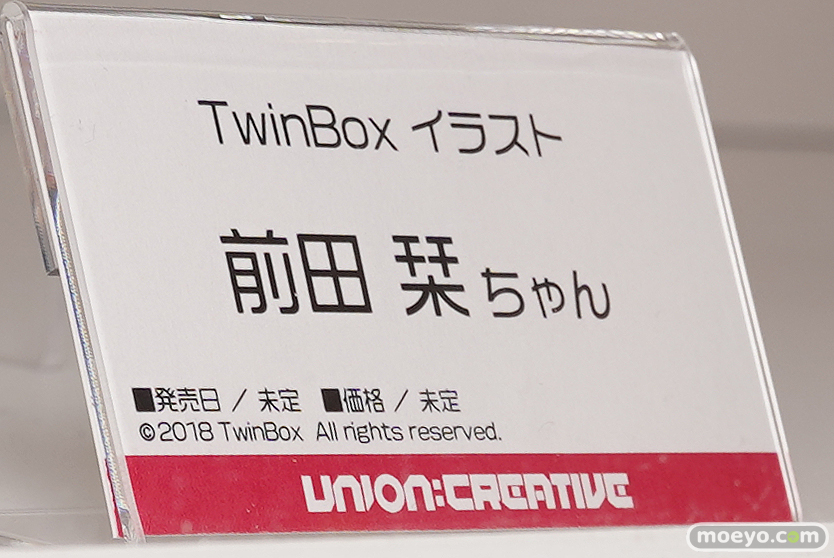 TwinBox イラスト
前田 栞ちゃん
■発売日 / 未定 ■価格 / 未定
©2018 TwinBox All rights reserved.
UNION:CREATIVE
moeyo.com